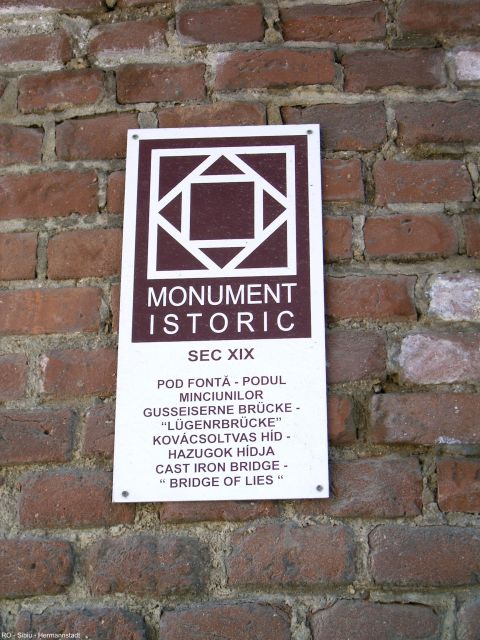 MONUMENT
ISTORIC
SEC XIX
POD FONTĂ - PODUL
MINCIUNILOR
GUSSEISERNE BRÜCKE -
“LÜGENRBRÜCKE”
KOVÁCSOLTVAS HÍD -
HAZUGOK HÍDJA
CAST IRON BRIDGE -
“ BRIDGE OF LIES “
RO - Sibiu - Hermannstadt